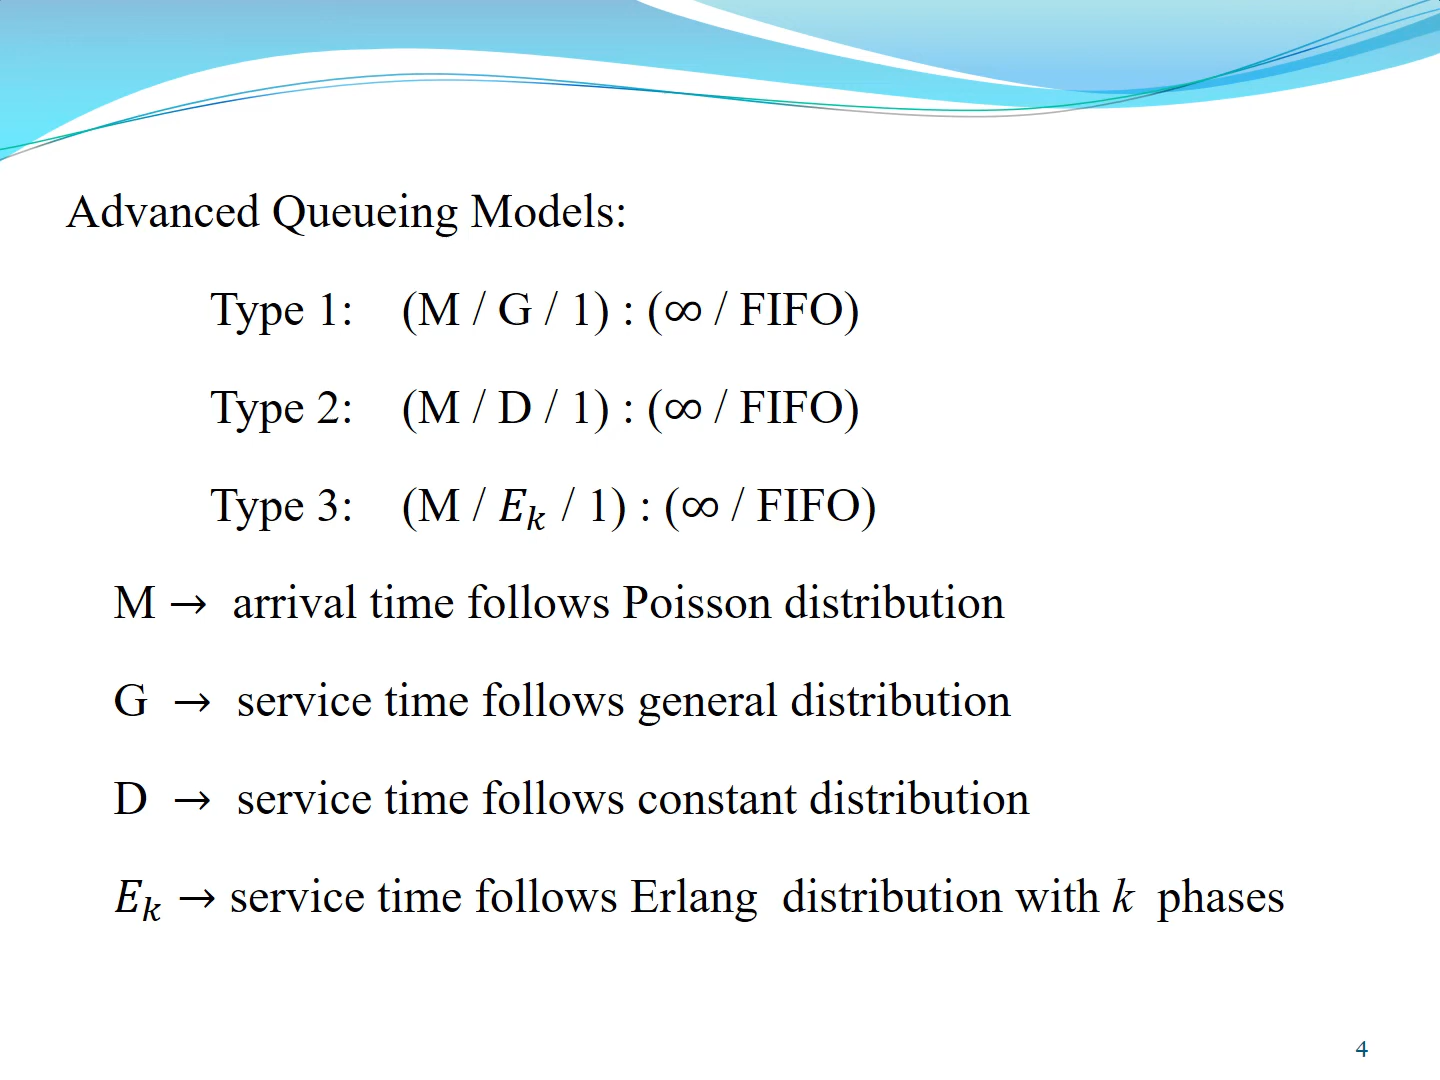 Advanced Queueing Models:
Type 1: (M / G / 1) : (∞ / FIFO)
Type 2: (M / D / 1) : (∞ / FIFO)
Type 3: (M / E_k / 1) : (∞ / FIFO)
M → arrival time follows Poisson distribution
G → service time follows general distribution
D → service time follows constant distribution
E_k → service time follows Erlang distribution with k phases
4